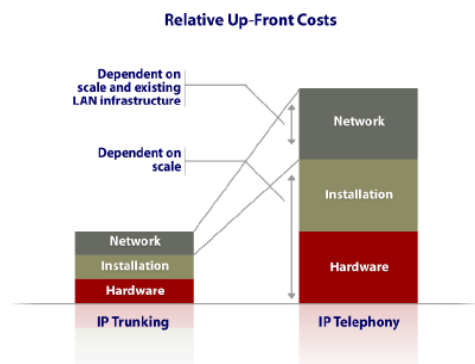 Relative Up-Front Costs
Dependent on
scale and existing
LAN infrastructure
Dependent on
scale
Network
Installation
Hardware
Network
Installation
Hardware
IP Trunking
IP Telephony